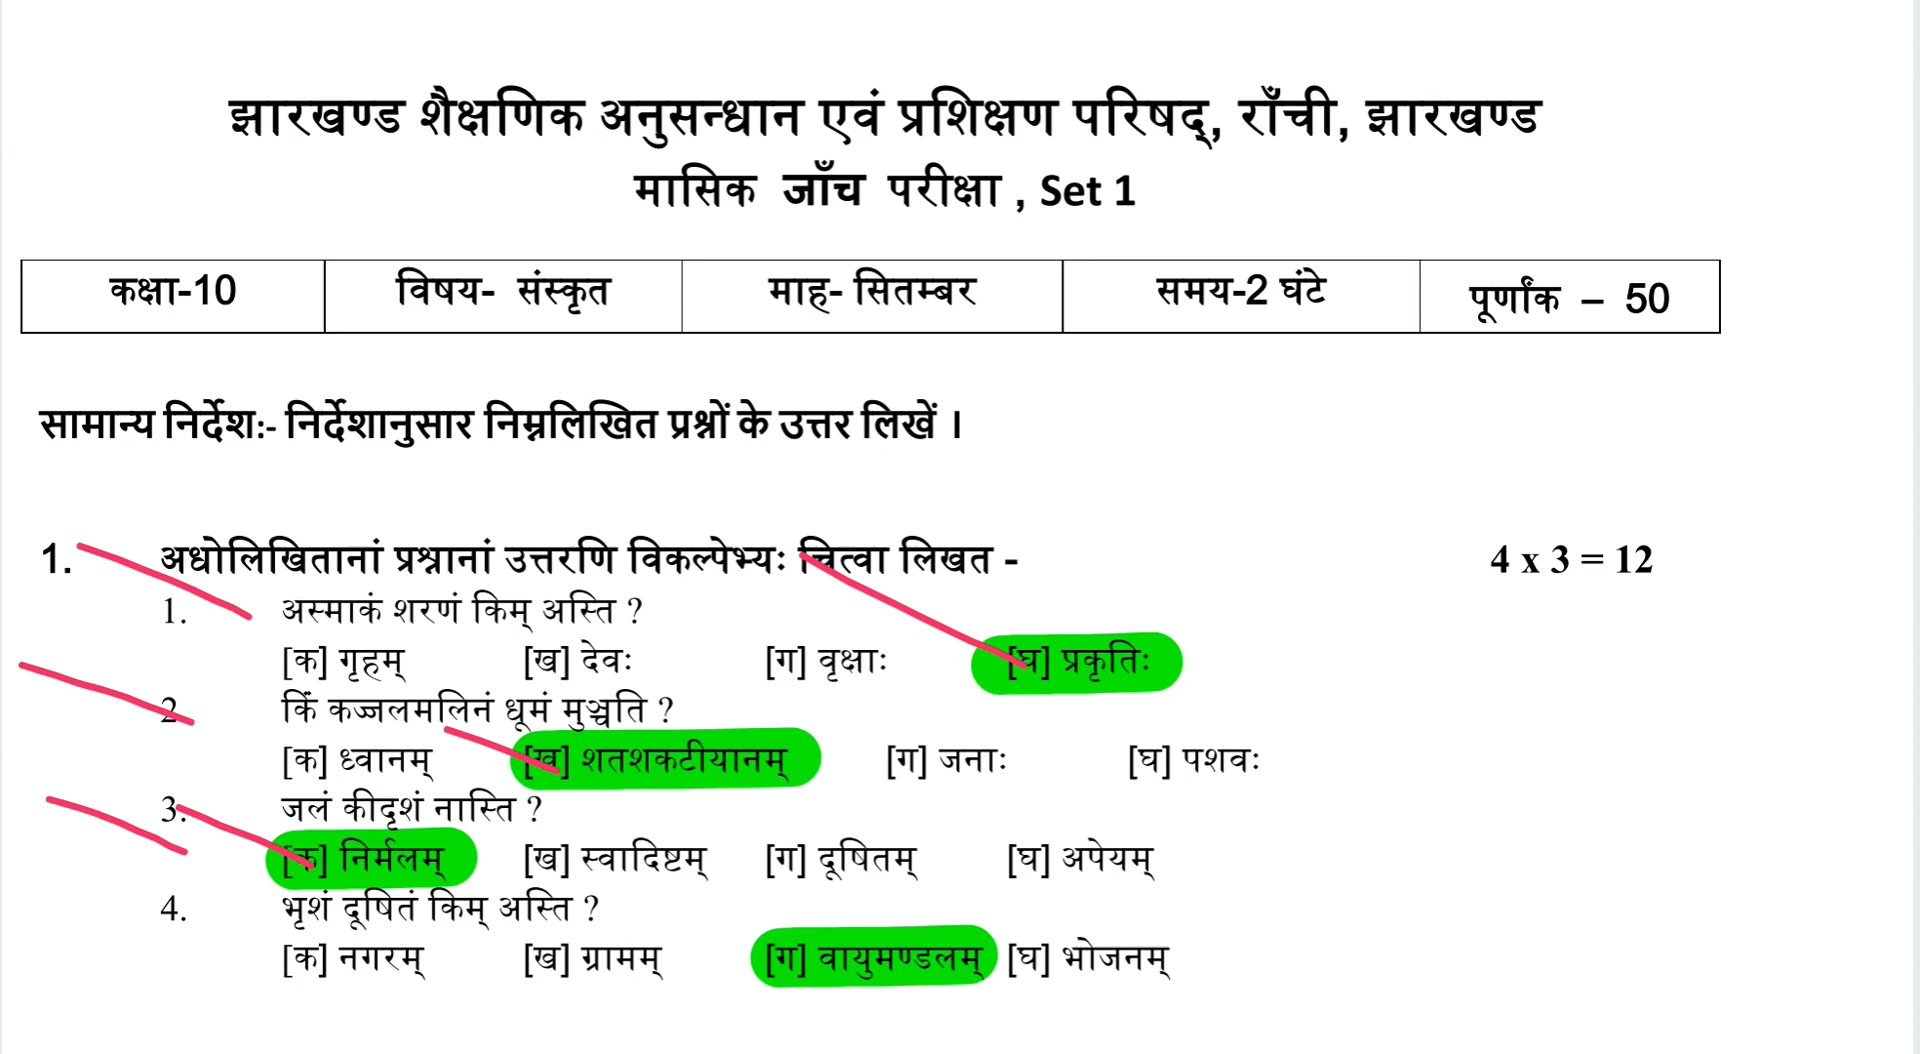 झारखण्ड शैक्षणिक अनुसन्धान एवं प्रशिक्षण परिषद्, राँची, झारखण्ड
मासिक जाँच परीक्षा , Set 1
कक्षा-10 विषय- संस्कृत माह- सितम्बर समय-2 घंटे पूर्णांक – 50
सामान्य निर्देश:- निर्देशानुसार निम्नलिखित प्रश्नों के उत्तर लिखें ।
1. अधोलिखितानां प्रश्नानां उत्तरणि विकल्पेभ्यः चित्वा लिखत - 4 x 3 = 12
1. अस्माकं शरणं किम् अस्ति ?
[क] गृहम् [ख] देवः [ग] वृक्षाः [घ] प्रकृतिः
2. किं कज्जलमलिनं धूमं मुञ्चति ?
[क] ध्वानम् [ख] शतशकटीयानम् [ग] जनाः [घ] पशवः
3. जलं कीदृशं नास्ति ?
[क] निर्मलम् [ख] स्वादिष्टम् [ग] दूषितम् [घ] अपेयम्
4. भृशं दूषितं किम् अस्ति ?
[क] नगरम् [ख] ग्रामम् [ग] वायुमण्डलम् [घ] भोजनम्